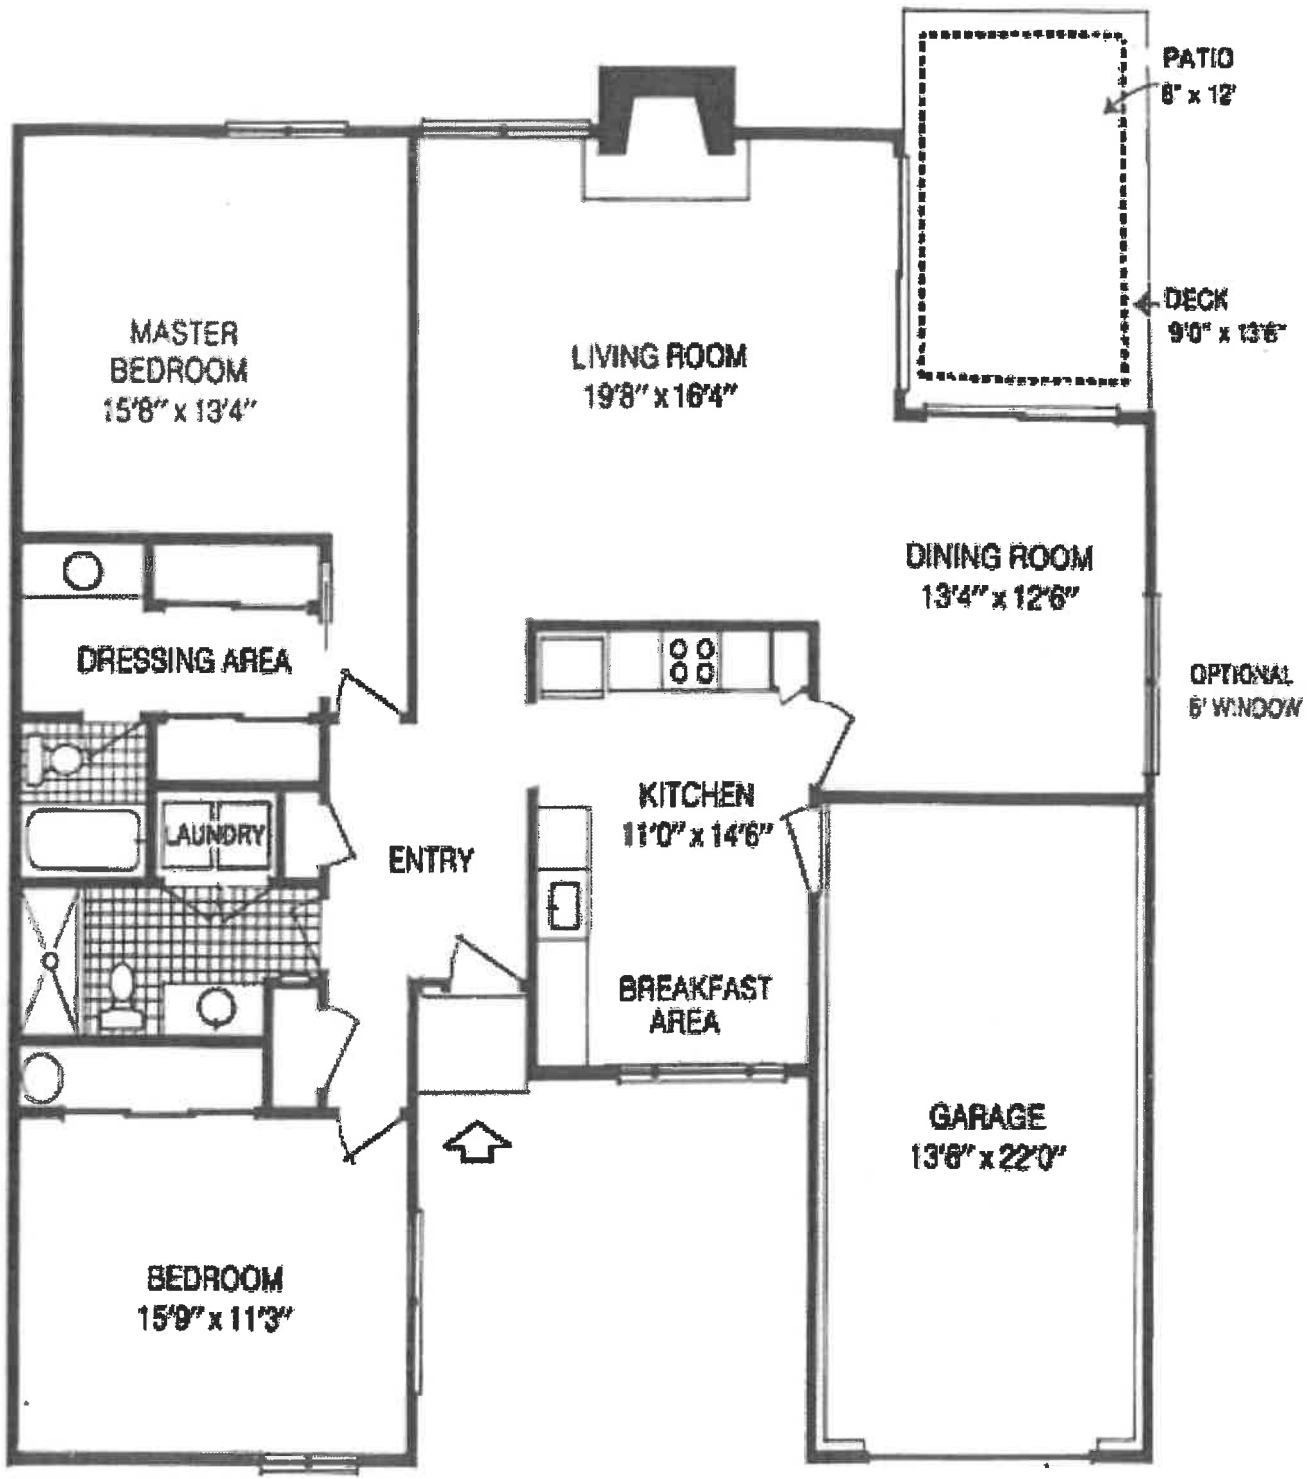 PATIO
8' x 12'
DECK
9'0" x 13'6"
MASTER
BEDROOM
15'8" x 13'4"
LIVING ROOM
19'8" x 16'4"
DINING ROOM
13'4" x 12'6"
OPTIONAL
6' WINDOW
DRESSING AREA
KITCHEN
11'0" x 14'6"
LAUNDRY
ENTRY
BREAKFAST
AREA
GARAGE
13'6" x 22'0"
BEDROOM
15'9" x 11'3"